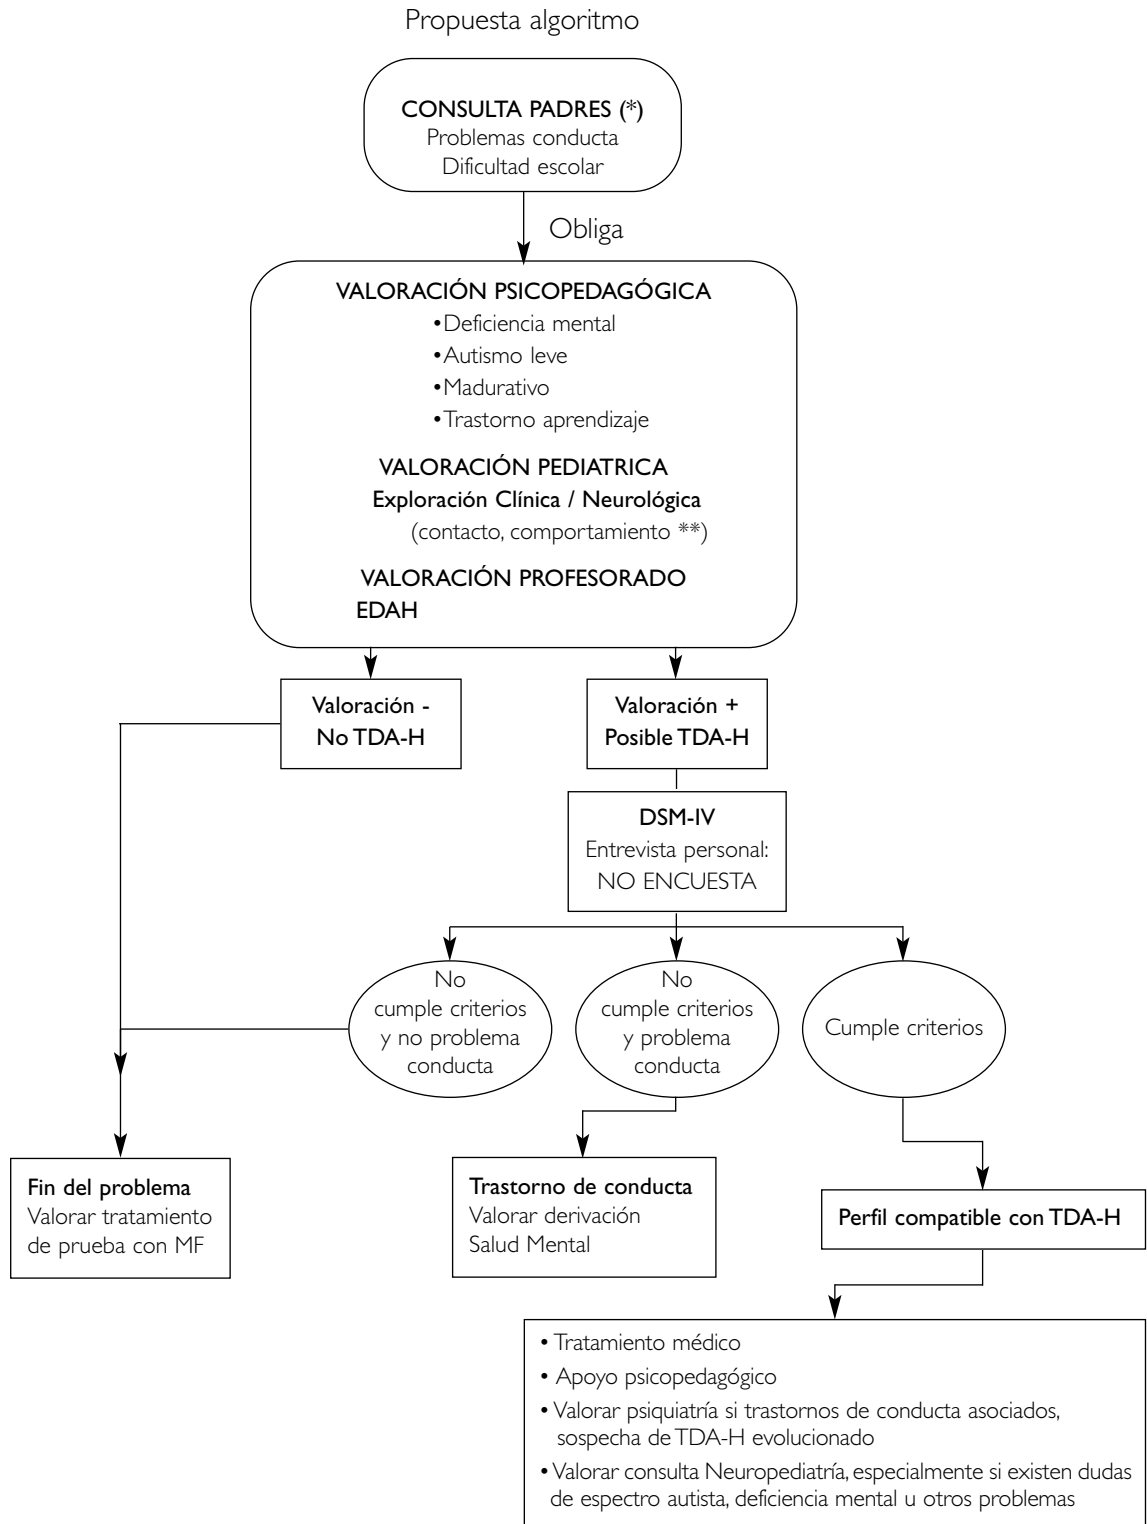 Propuesta algoritmo
CONSULTA PADRES (*)
Problemas conducta
Dificultad escolar
Obliga
VALORACIÓN PSICOPEDAGÓGICA
• Deficiencia mental
• Autismo leve
• Madurativo
• Trastorno aprendizaje
VALORACIÓN PEDIATRICA
Exploración Clínica / Neurológica
(contacto, comportamiento **)
VALORACIÓN PROFESORADO
EDAH
Valoración -
No TDA-H
Valoración +
Posible TDA-H
DSM-IV
Entrevista personal:
NO ENCUESTA
No
cumple criterios
y no problema
conducta
No
cumple criterios
y problema
conducta
Cumple criterios
Fin del problema
Valorar tratamiento
de prueba con MF
Trastorno de conducta
Valorar derivación
Salud Mental
Perfil compatible con TDA-H
• Tratamiento médico
• Apoyo psicopedagógico
• Valorar psiquiatría si trastornos de conducta asociados,
sospecha de TDA-H evolucionado
• Valorar consulta Neuropediatría, especialmente si existen dudas
de espectro autista, deficiencia mental u otros problemas